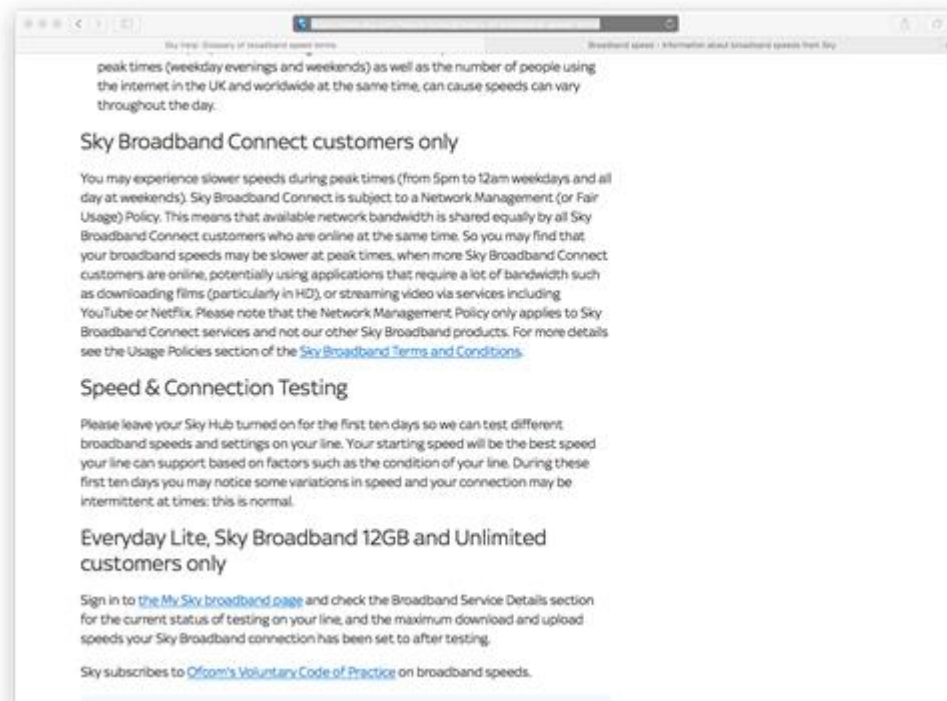 Sky Help: Glossary of broadband speed terms
Broadband speed - Information about broadband speeds from Sky
peak times (weekday evenings and weekends) as well as the number of people using
the internet in the UK and worldwide at the same time, can cause speeds can vary
throughout the day.
Sky Broadband Connect customers only
You may experience slower speeds during peak times (from 5pm to 12am weekdays and all
day at weekends). Sky Broadband Connect is subject to a Network Management (or Fair
Usage) Policy. This means that available network bandwidth is shared equally by all Sky
Broadband Connect customers who are online at the same time. So you may find that
your broadband speeds may be slower at peak times, when more Sky Broadband Connect
customers are online, potentially using applications that require a lot of bandwidth such
as downloading films (particularly in HD), or streaming video via services including
YouTube or Netflix. Please note that the Network Management Policy only applies to Sky
Broadband Connect services and not our other Sky Broadband products. For more details
see the Usage Policies section of the Sky Broadband Terms and Conditions.
Speed & Connection Testing
Please leave your Sky Hub turned on for the first ten days so we can test different
broadband speeds and settings on your line. Your starting speed will be the best speed
your line can support based on factors such as the condition of your line. During these
first ten days you may notice some variations in speed and your connection may be
intermittent at times: this is normal.
Everyday Lite, Sky Broadband 12GB and Unlimited
customers only
Sign in to the My Sky broadband page and check the Broadband Service Details section
for the current status of testing on your line, and the maximum download and upload
speeds your Sky Broadband connection has been set to after testing.
Sky subscribes to Ofcom's Voluntary Code of Practice on broadband speeds.